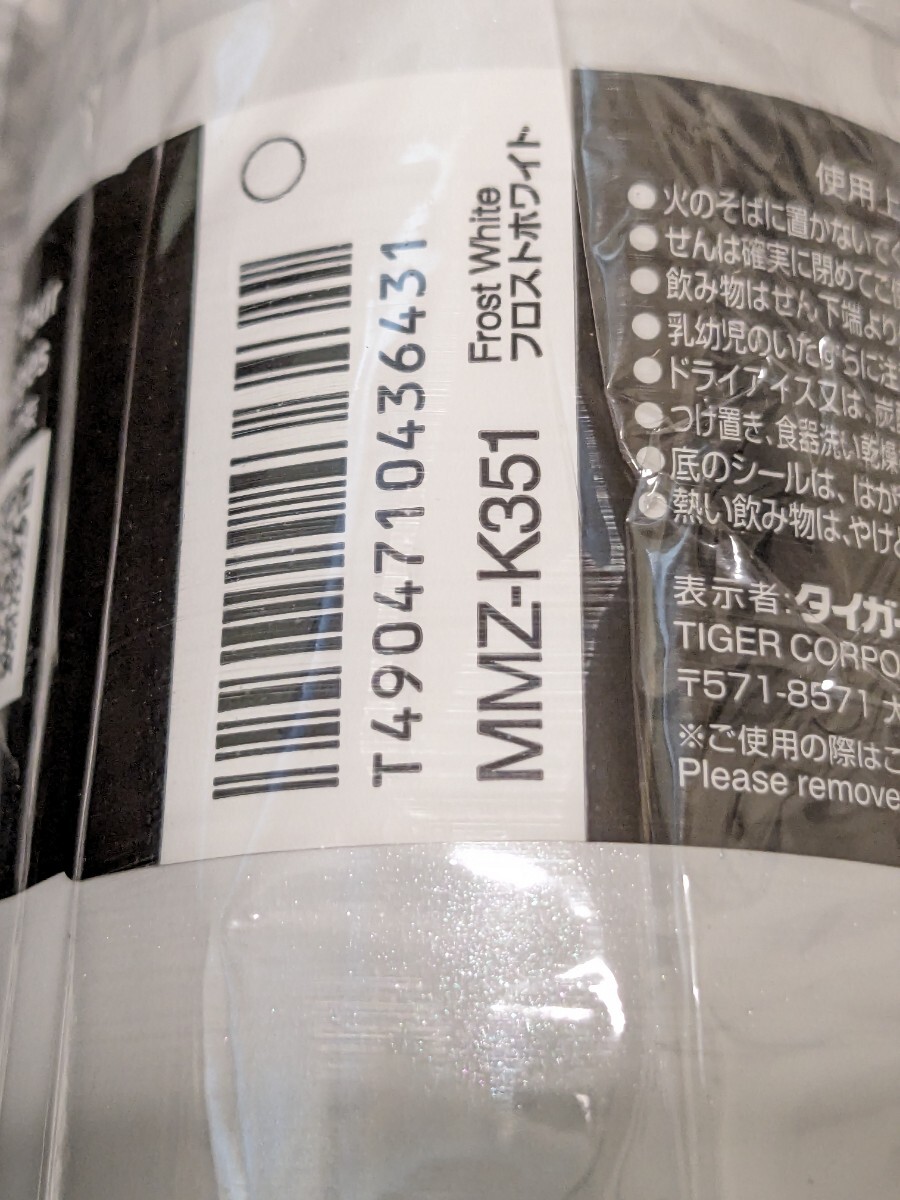 T4904710436431
MMZ-K351
Frost White
フロストホワイト
使用上
●火のそばに置かないでく
●せんは確実に閉めてご
●飲み物はせん下端より
●乳幼児のいたずらに注
●ドライアイス又は、炭
●つけ置き、食器洗い乾燥
●底のシールは、はが
●熱い飲み物は、やけど
表示者:タイガー
TIGER CORPO
〒571-8571 大
※ご使用の際はこ
Please remove